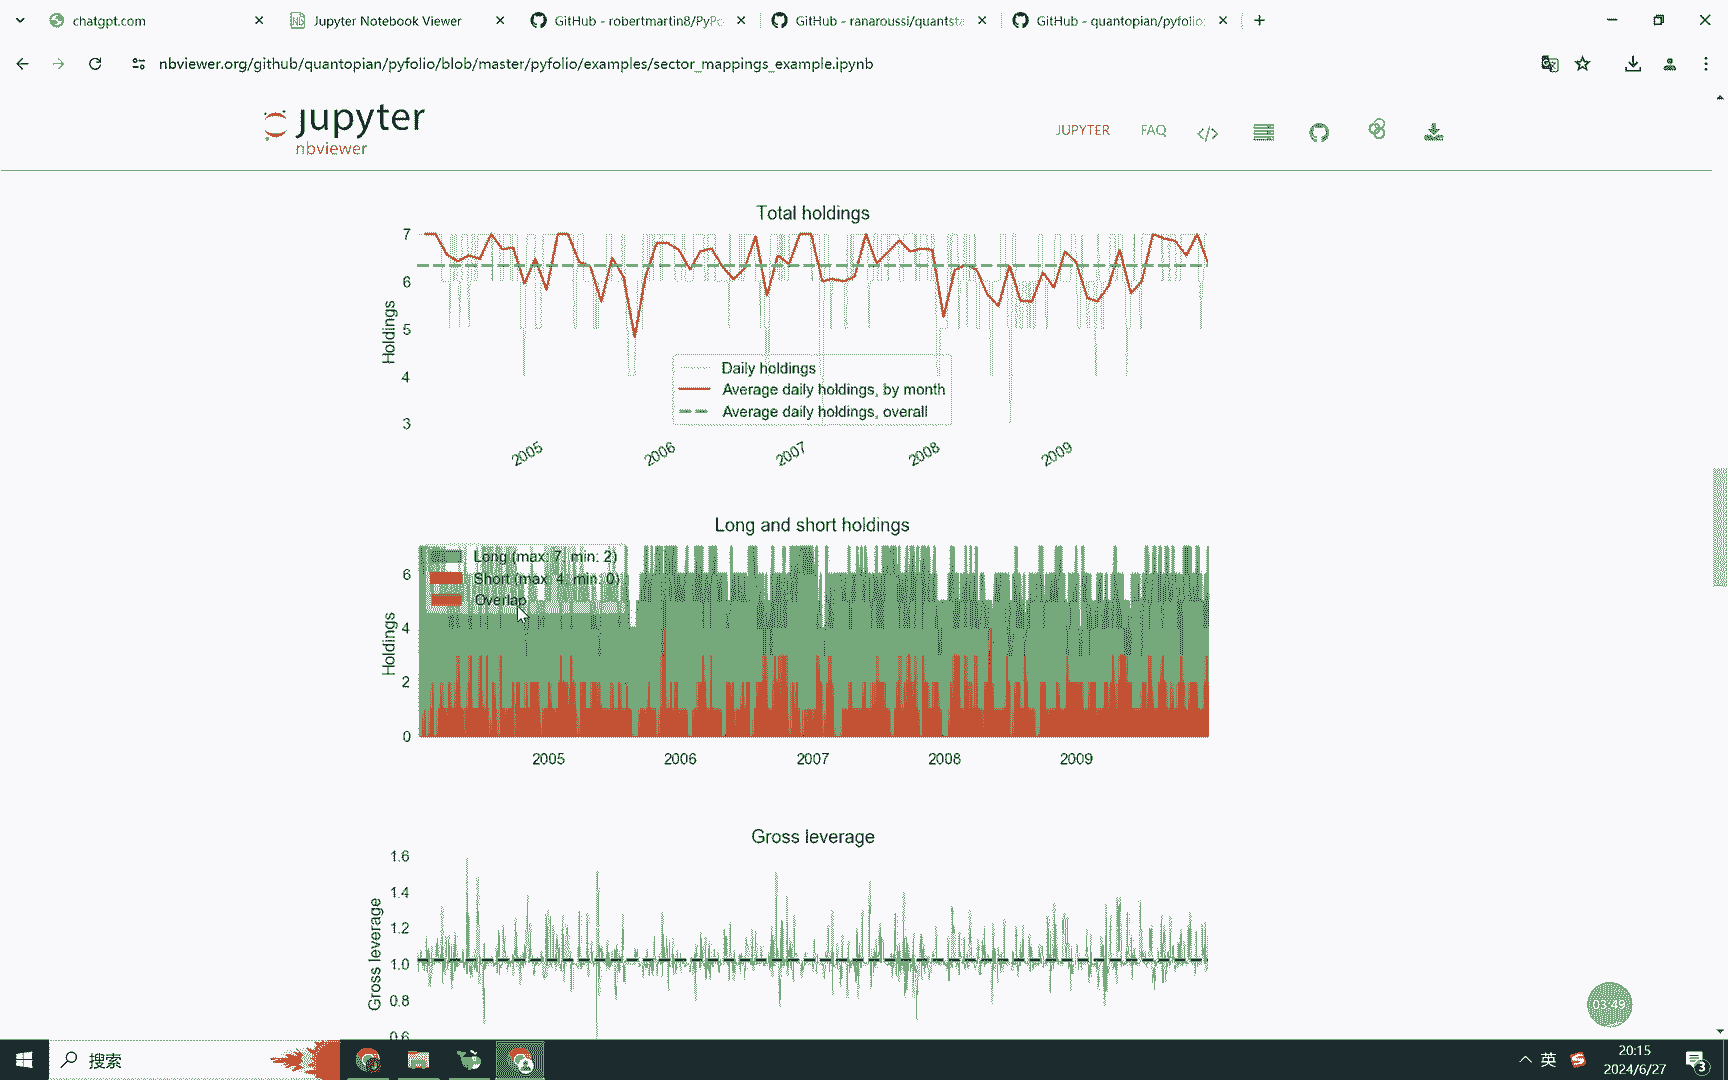 chatgpt.com
Jupyter Notebook Viewer
GitHub - robertmartin8/PyPo
GitHub - ranaroussi/quantsta
GitHub - quantopian/pyfolio:
nbviewer.org/github/quantopian/pyfolio/blob/master/pyfolio/examples/sector_mappings_example.ipynb
jupyter
nbviewer
JUPYTER
FAQ
</>
Total holdings
7
6
5
4
3
Holdings
Daily holdings
Average daily holdings, by month
Average daily holdings, overall
2005 2006 2007 2008 2009
Long and short holdings
Long (max: 7, min: 2)
Short (max: 4, min: 0)
Overlap
6
4
2
0
Holdings
2005 2006 2007 2008 2009
Gross leverage
1.6
1.4
1.2
1.0
0.8
0.6
Gross leverage
03:49
搜索
英
20:15
2024/6/27
3